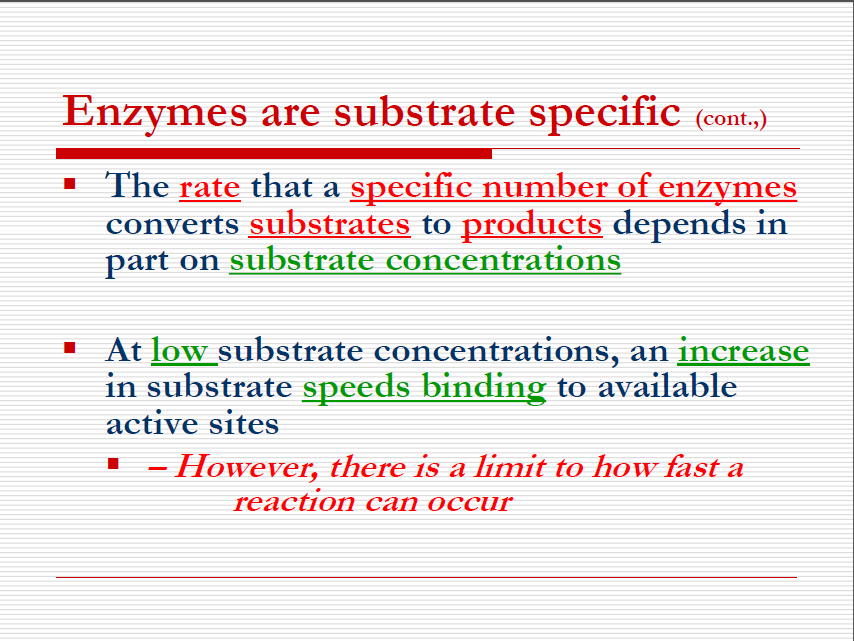 Enzymes are substrate specific (cont.,)
The rate that a specific number of enzymes
converts substrates to products depends in
part on substrate concentrations
At low substrate concentrations, an increase
in substrate speeds binding to available
active sites
– However, there is a limit to how fast a
reaction can occur